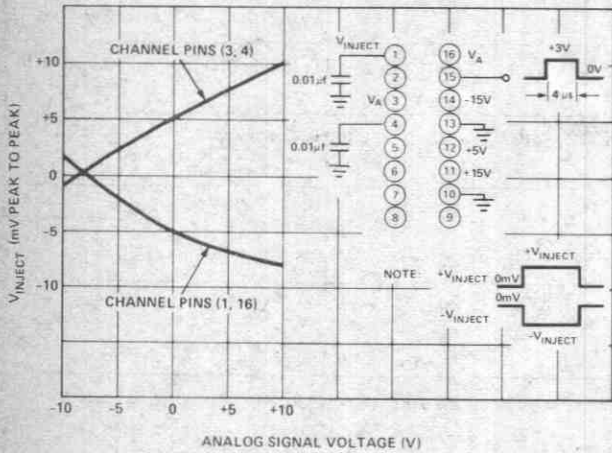 CHANNEL PINS (3, 4)
CHANNEL PINS (1, 16)
VINJECT (mV PEAK TO PEAK)
+10
+5
0
-5
-10
-10 -5 0 +5 +10
ANALOG SIGNAL VOLTAGE (V)
VINJECT
0.01µf
VA
0.01µf
1
2
3
4
5
6
7
8
16 VA
15
14 -15V
13
12 +5V
11 +15V
10
9
+3V
0V
4 µs
NOTE:
+VINJECT
+VINJECT 0mV
0mV
-VINJECT
-VINJECT